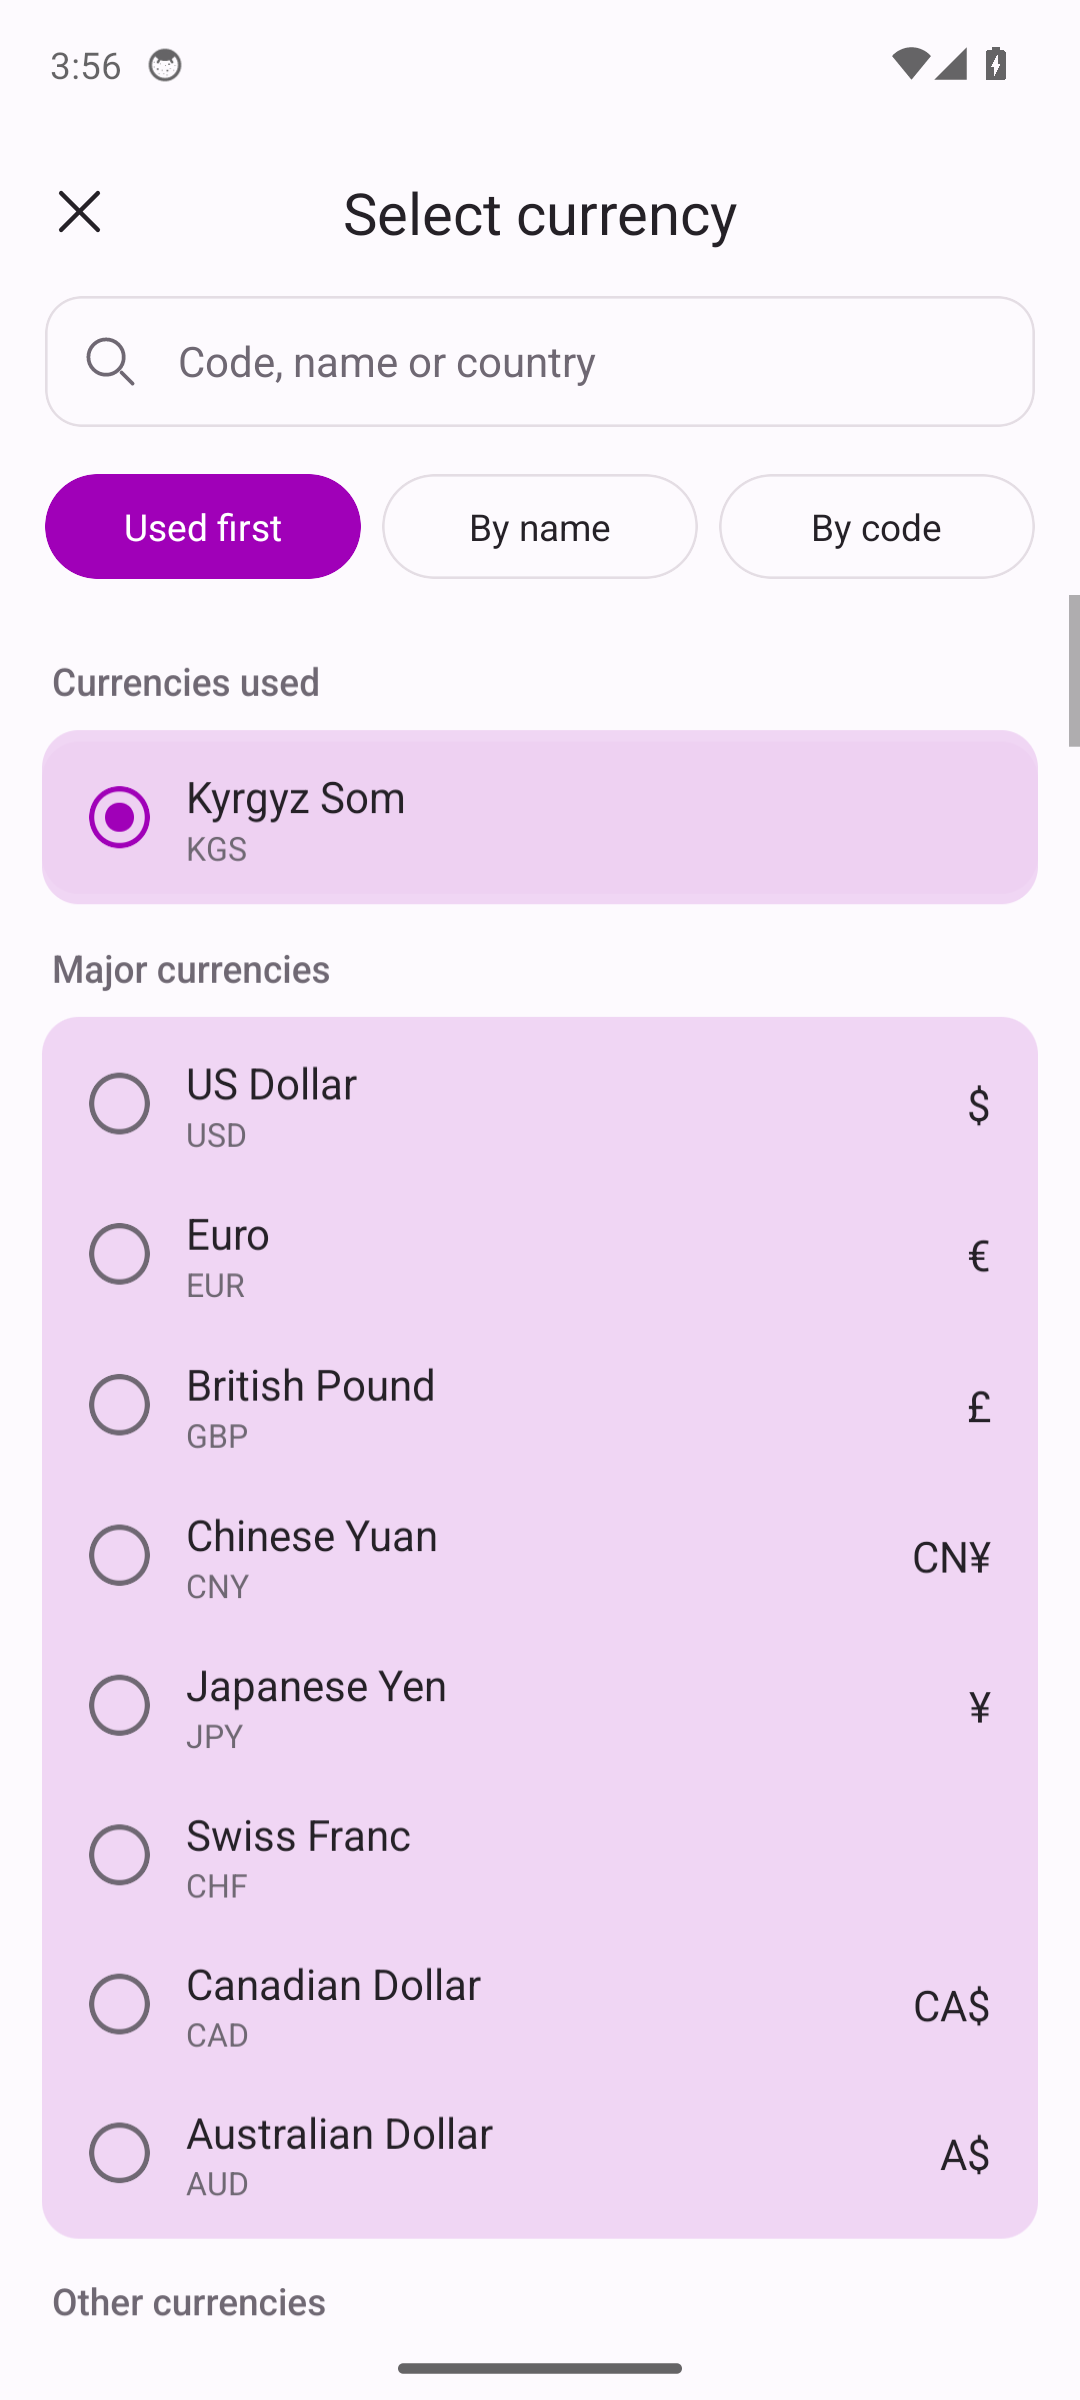 3:56
Select currency
Code, name or country
Used first
By name
By code
Currencies used
Kyrgyz Som
KGS
Major currencies
US Dollar
USD
$
Euro
EUR
€
British Pound
GBP
£
Chinese Yuan
CNY
CN¥
Japanese Yen
JPY
¥
Swiss Franc
CHF
Canadian Dollar
CAD
CA$
Australian Dollar
AUD
A$
Other currencies